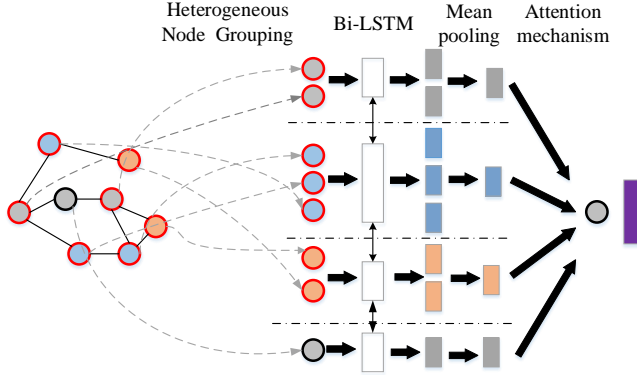 Heterogeneous
Node Grouping
Bi-LSTM
Mean
pooling
Attention
mechanism